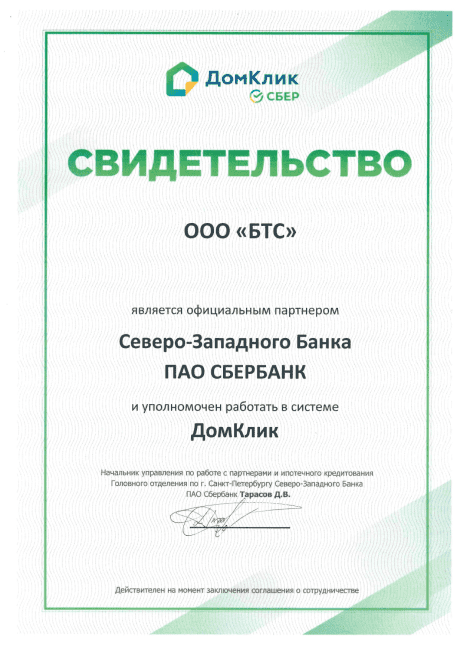 ДомКлик
СБЕР
СВИДЕТЕЛЬСТВО
ООО «БТС»
является официальным партнером
Северо-Западного Банка
ПАО СБЕРБАНК
и уполномочен работать в системе
ДомКлик
Начальник управления по работе с партнерами и ипотечного кредитования
Головного отделения по г. Санкт-Петербургу Северо-Западного Банка
ПАО Сбербанк Тарасов Д.В.
Действителен на момент заключения соглашения о сотрудничестве